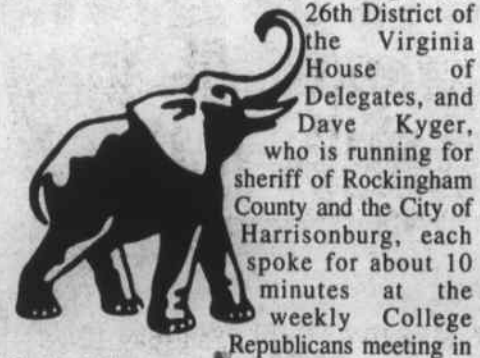 26th District of
the Virginia
House of
Delegates, and
Dave Kyger,
who is running for
sheriff of Rockingham
County and the City of
Harrisonburg, each
spoke for about 10
minutes at the
weekly College
Republicans meeting in